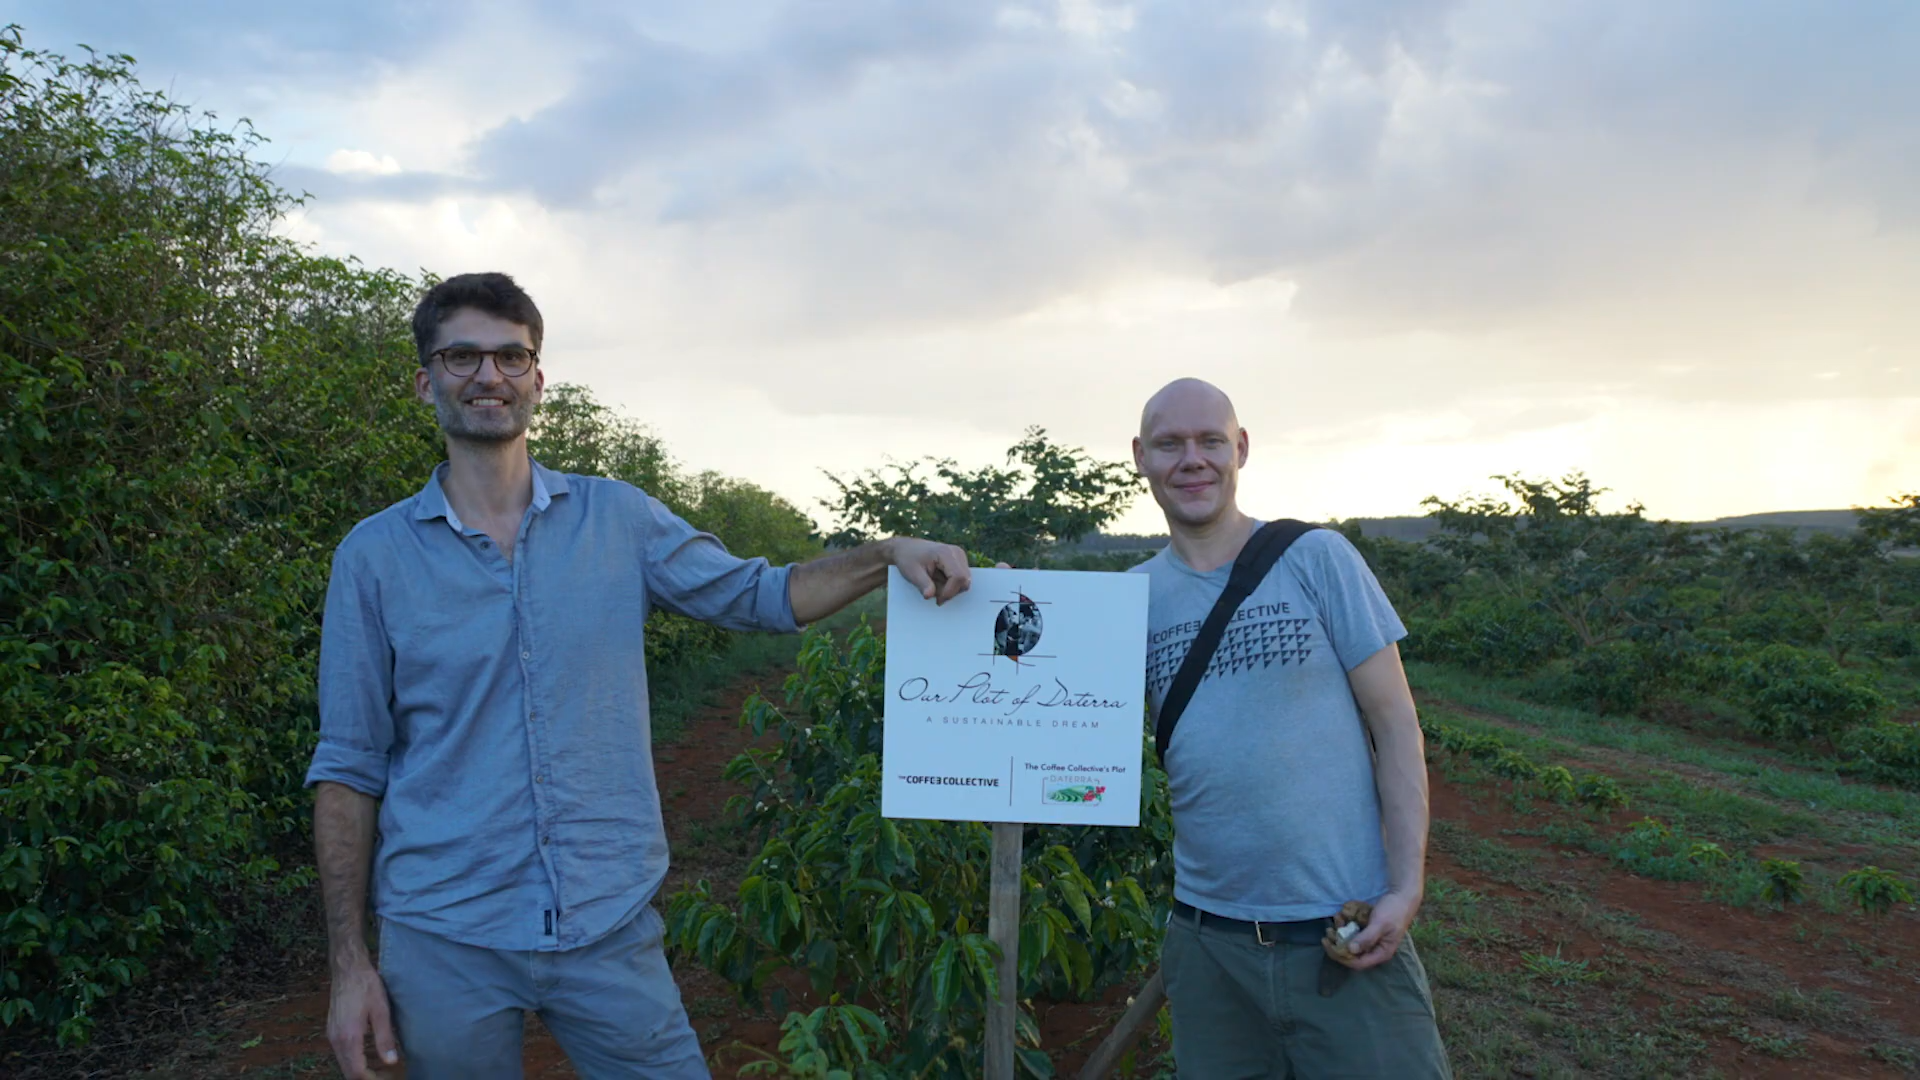 Our Plot of Daterra
A SUSTAINABLE DREAM
THE COFFEE COLLECTIVE
The Coffee Collective's Plot
DATERRA
COFFEE COLLECTIVE